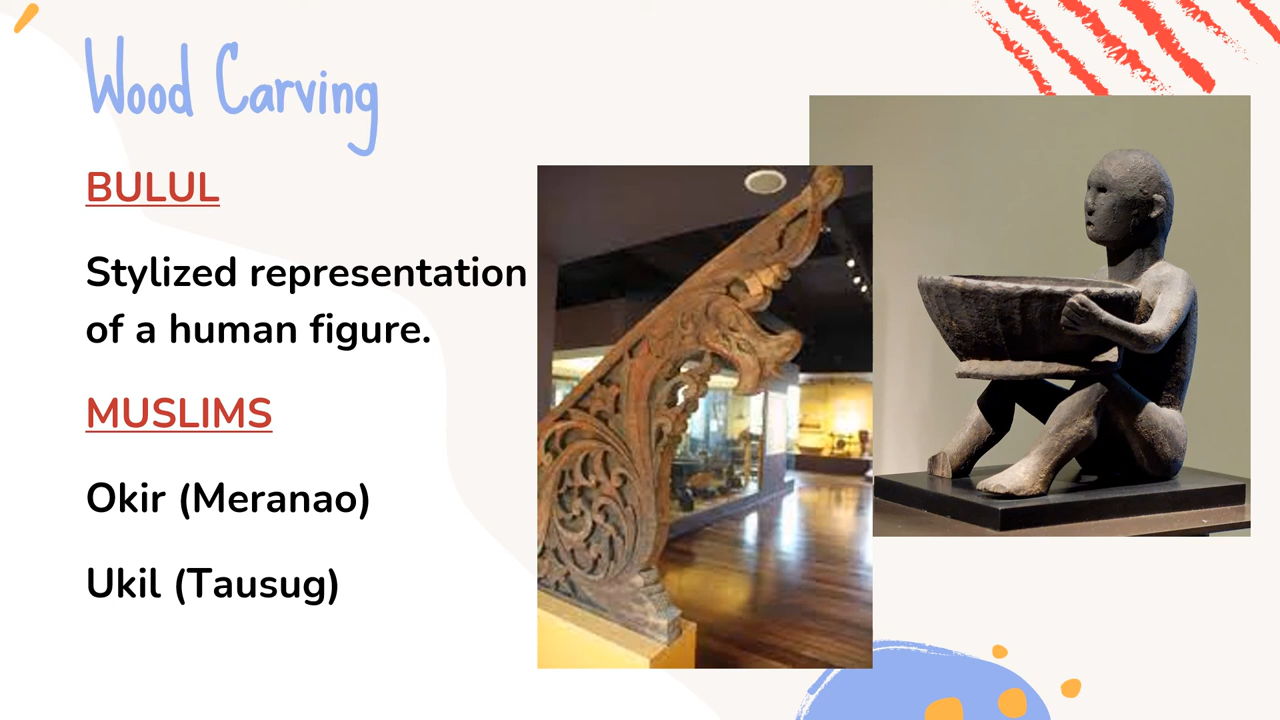 Wood Carving
BULUL
Stylized representation
of a human figure.
MUSLIMS
Okir (Meranao)
Ukil (Tausug)